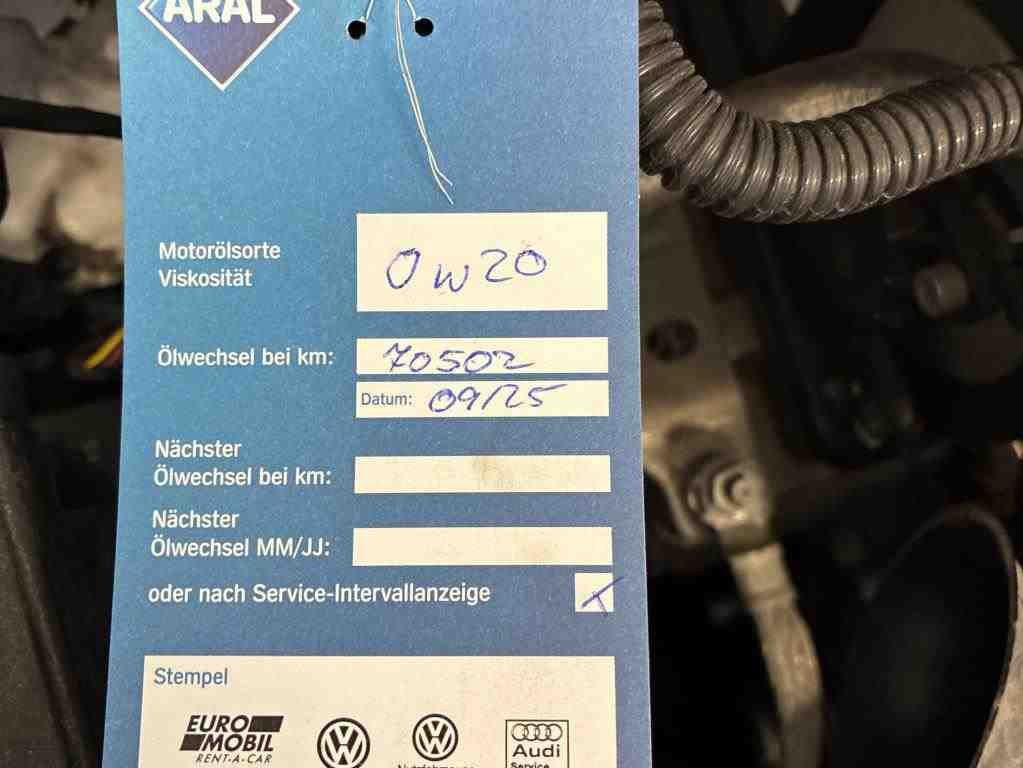 ARAL
Motorölsorte
Viskosität
0W20
Ölwechsel bei km: 70502
Datum: 09/25
Nächster
Ölwechsel bei km:
Nächster
Ölwechsel MM/JJ:
oder nach Service-Intervallanzeige X
Stempel
EURO
MOBIL
RENT-A-CAR
Audi
Service